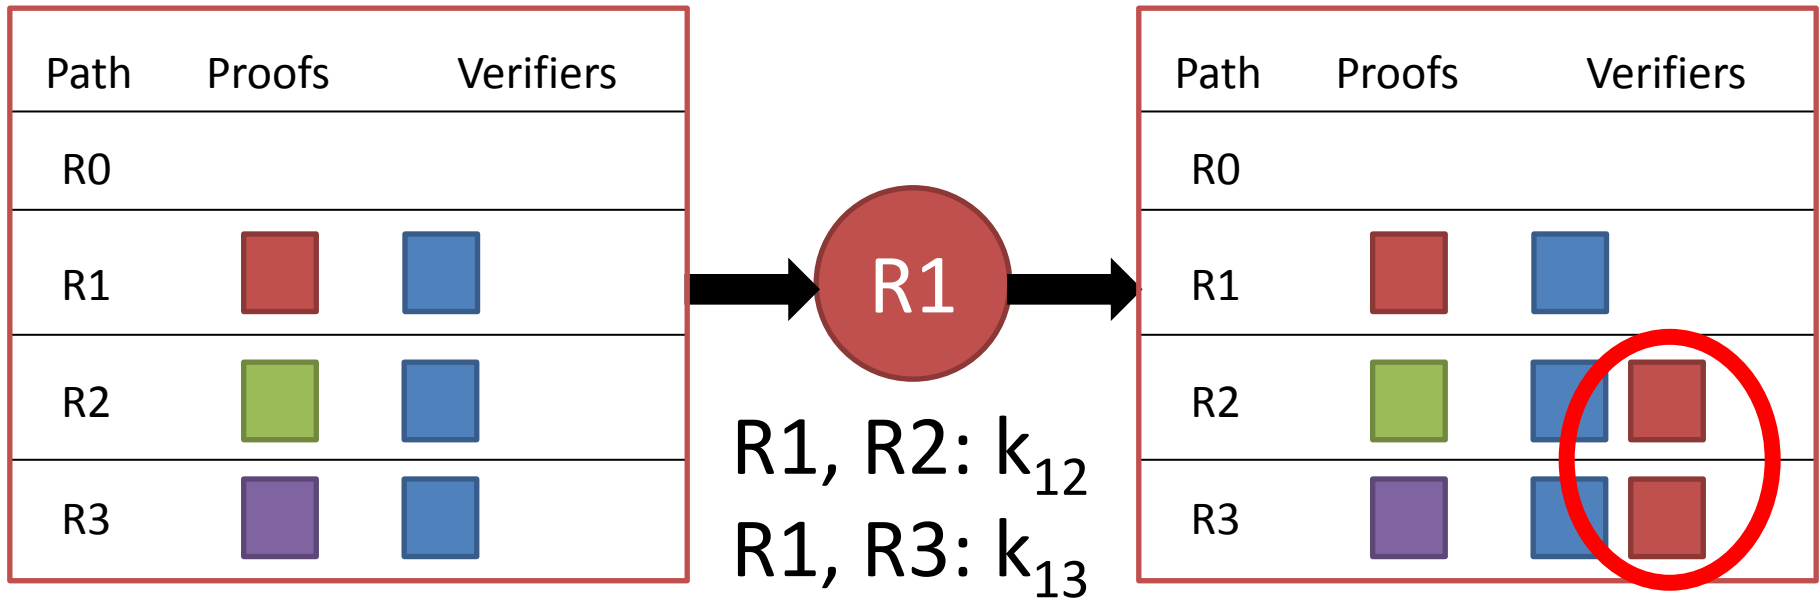 Path Proofs Verifiers
R0
R1
R2
R3
R1
R1, R2: k₁₂
R1, R3: k₁₃
Path Proofs Verifiers
R0
R1
R2
R3